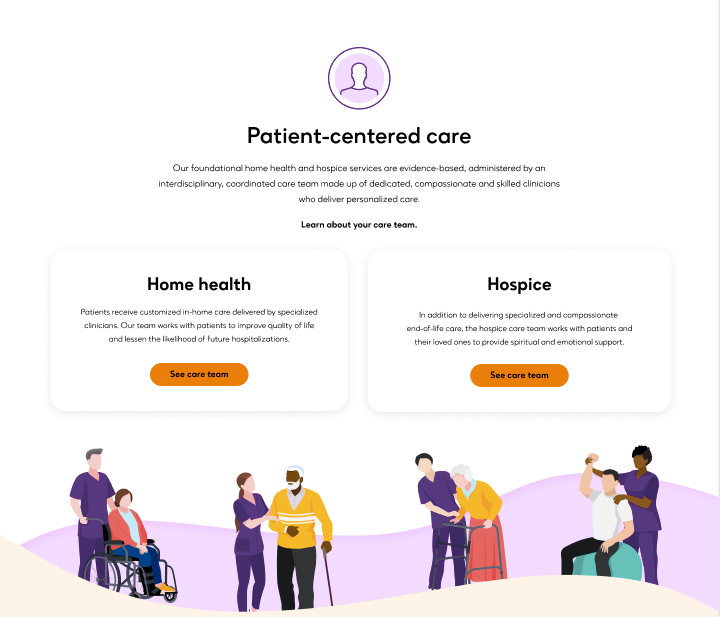 Patient-centered care
Our foundational home health and hospice services are evidence-based, administered by an
interdisciplinary, coordinated care team made up of dedicated, compassionate and skilled clinicians
who deliver personalized care.
Learn about your care team.
Home health
Patients receive customized in-home care delivered by specialized
clinicians. Our team works with patients to improve quality of life
and lessen the likelihood of future hospitalizations.
See care team
Hospice
In addition to delivering specialized and compassionate
end-of-life care, the hospice care team works with patients and
their loved ones to provide spiritual and emotional support.
See care team